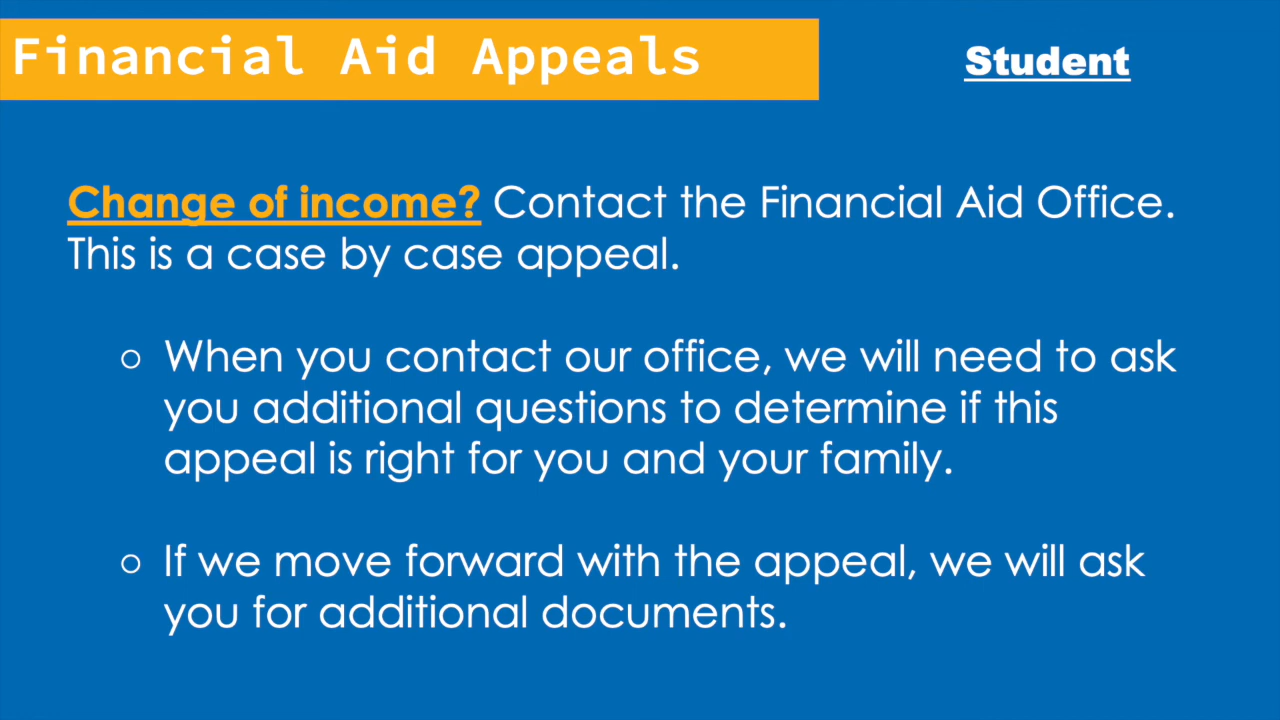 Financial Aid Appeals
Student
Change of income? Contact the Financial Aid Office.
This is a case by case appeal.
○ When you contact our office, we will need to ask
you additional questions to determine if this
appeal is right for you and your family.
○ If we move forward with the appeal, we will ask
you for additional documents.